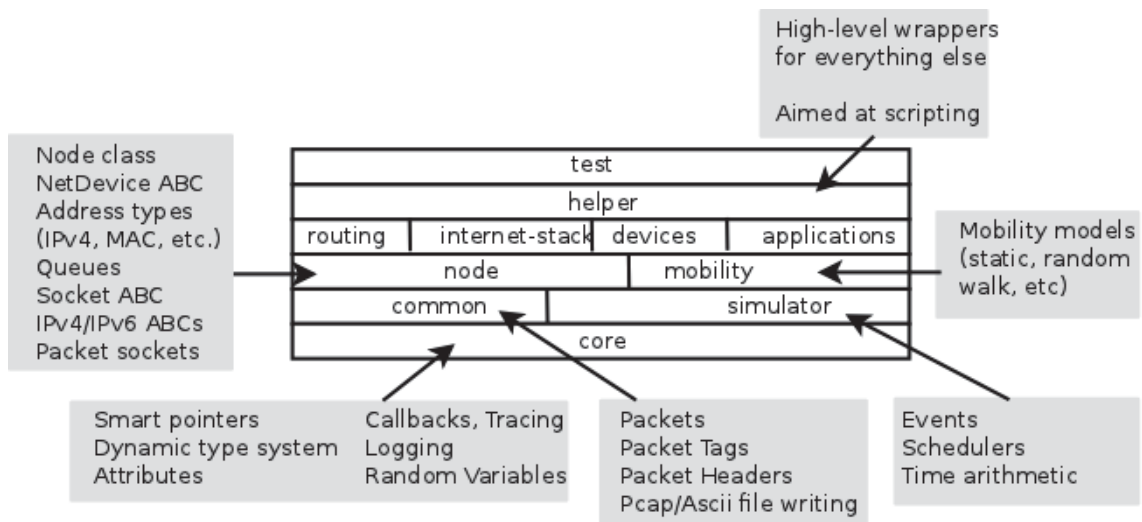 High-level wrappers
for everything else
Aimed at scripting
Node class
NetDevice ABC
Address types
(IPv4, MAC, etc.)
Queues
Socket ABC
IPv4/IPv6 ABCs
Packet sockets
test
helper
routing internet-stack devices applications
node mobility
common simulator
core
Mobility models
(static, random
walk, etc)
Smart pointers
Dynamic type system
Attributes
Callbacks, Tracing
Logging
Random Variables
Packets
Packet Tags
Packet Headers
Pcap/Ascii file writing
Events
Schedulers
Time arithmetic